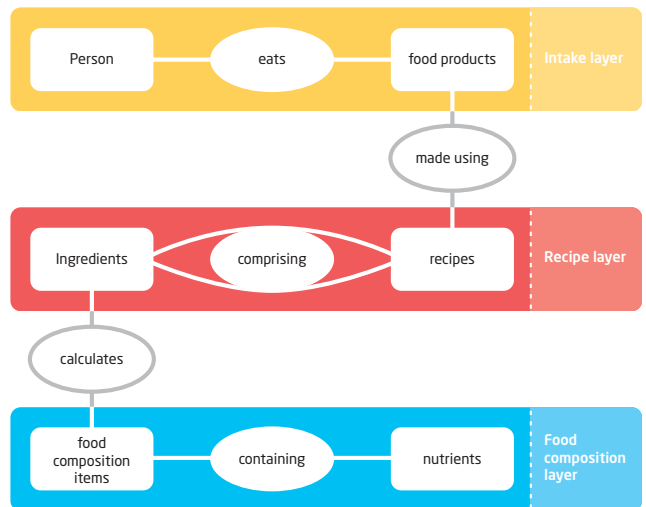 Person
eats
food products
Intake layer
made using
Ingredients
comprising
recipes
Recipe layer
calculates
food
composition
items
containing
nutrients
Food
composition
layer